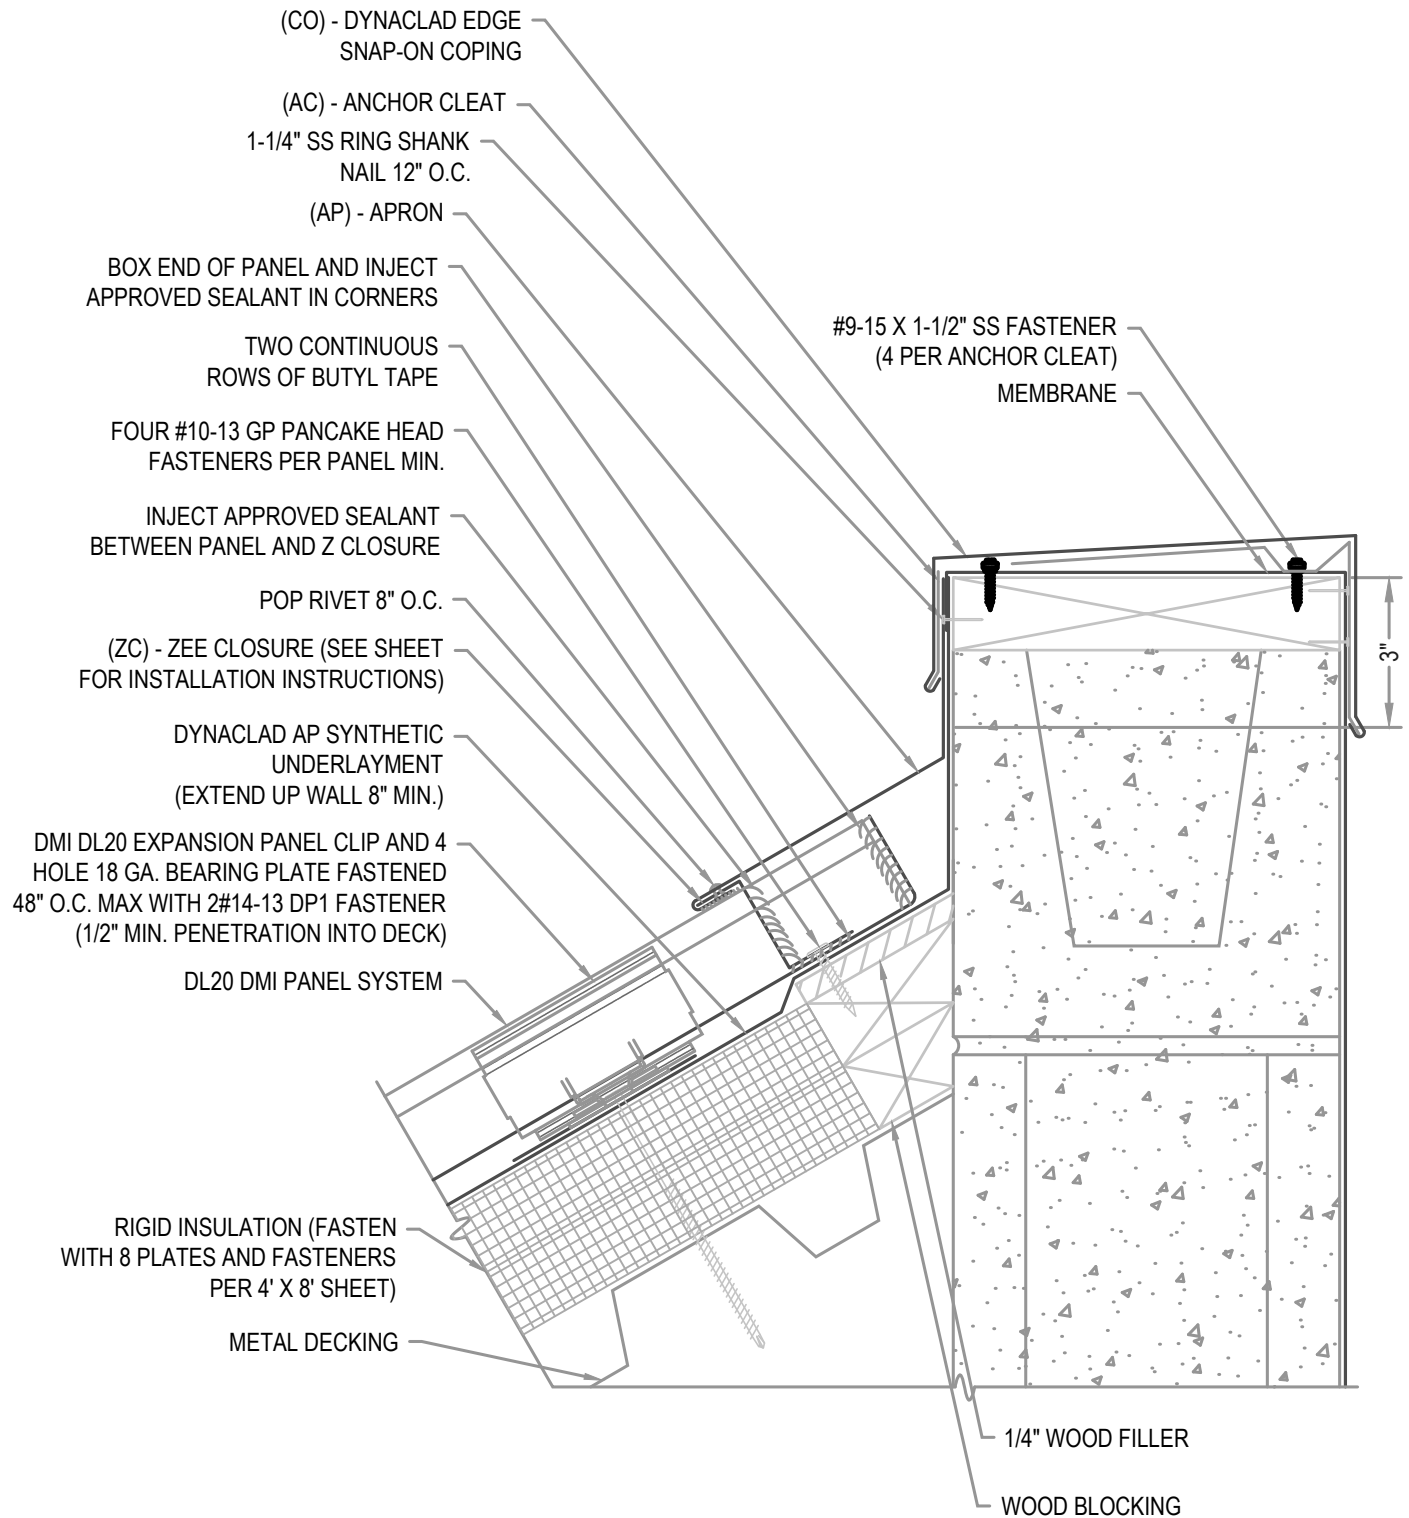 (CO) - DYNACLAD EDGE
SNAP-ON COPING
(AC) - ANCHOR CLEAT
1-1/4" SS RING SHANK
NAIL 12" O.C.
(AP) - APRON
BOX END OF PANEL AND INJECT
APPROVED SEALANT IN CORNERS
TWO CONTINUOUS
ROWS OF BUTYL TAPE
FOUR #10-13 GP PANCAKE HEAD
FASTENERS PER PANEL MIN.
INJECT APPROVED SEALANT
BETWEEN PANEL AND Z CLOSURE
POP RIVET 8" O.C.
(ZC) - ZEE CLOSURE (SEE SHEET
FOR INSTALLATION INSTRUCTIONS)
DYNACLAD AP SYNTHETIC
UNDERLAYMENT
(EXTEND UP WALL 8" MIN.)
DMI DL20 EXPANSION PANEL CLIP AND 4
HOLE 18 GA. BEARING PLATE FASTENED
48" O.C. MAX WITH 2#14-13 DP1 FASTENER
(1/2" MIN. PENETRATION INTO DECK)
DL20 DMI PANEL SYSTEM
RIGID INSULATION (FASTEN
WITH 8 PLATES AND FASTENERS
PER 4' X 8' SHEET)
METAL DECKING
#9-15 X 1-1/2" SS FASTENER
(4 PER ANCHOR CLEAT)
MEMBRANE
3"
1/4" WOOD FILLER
WOOD BLOCKING